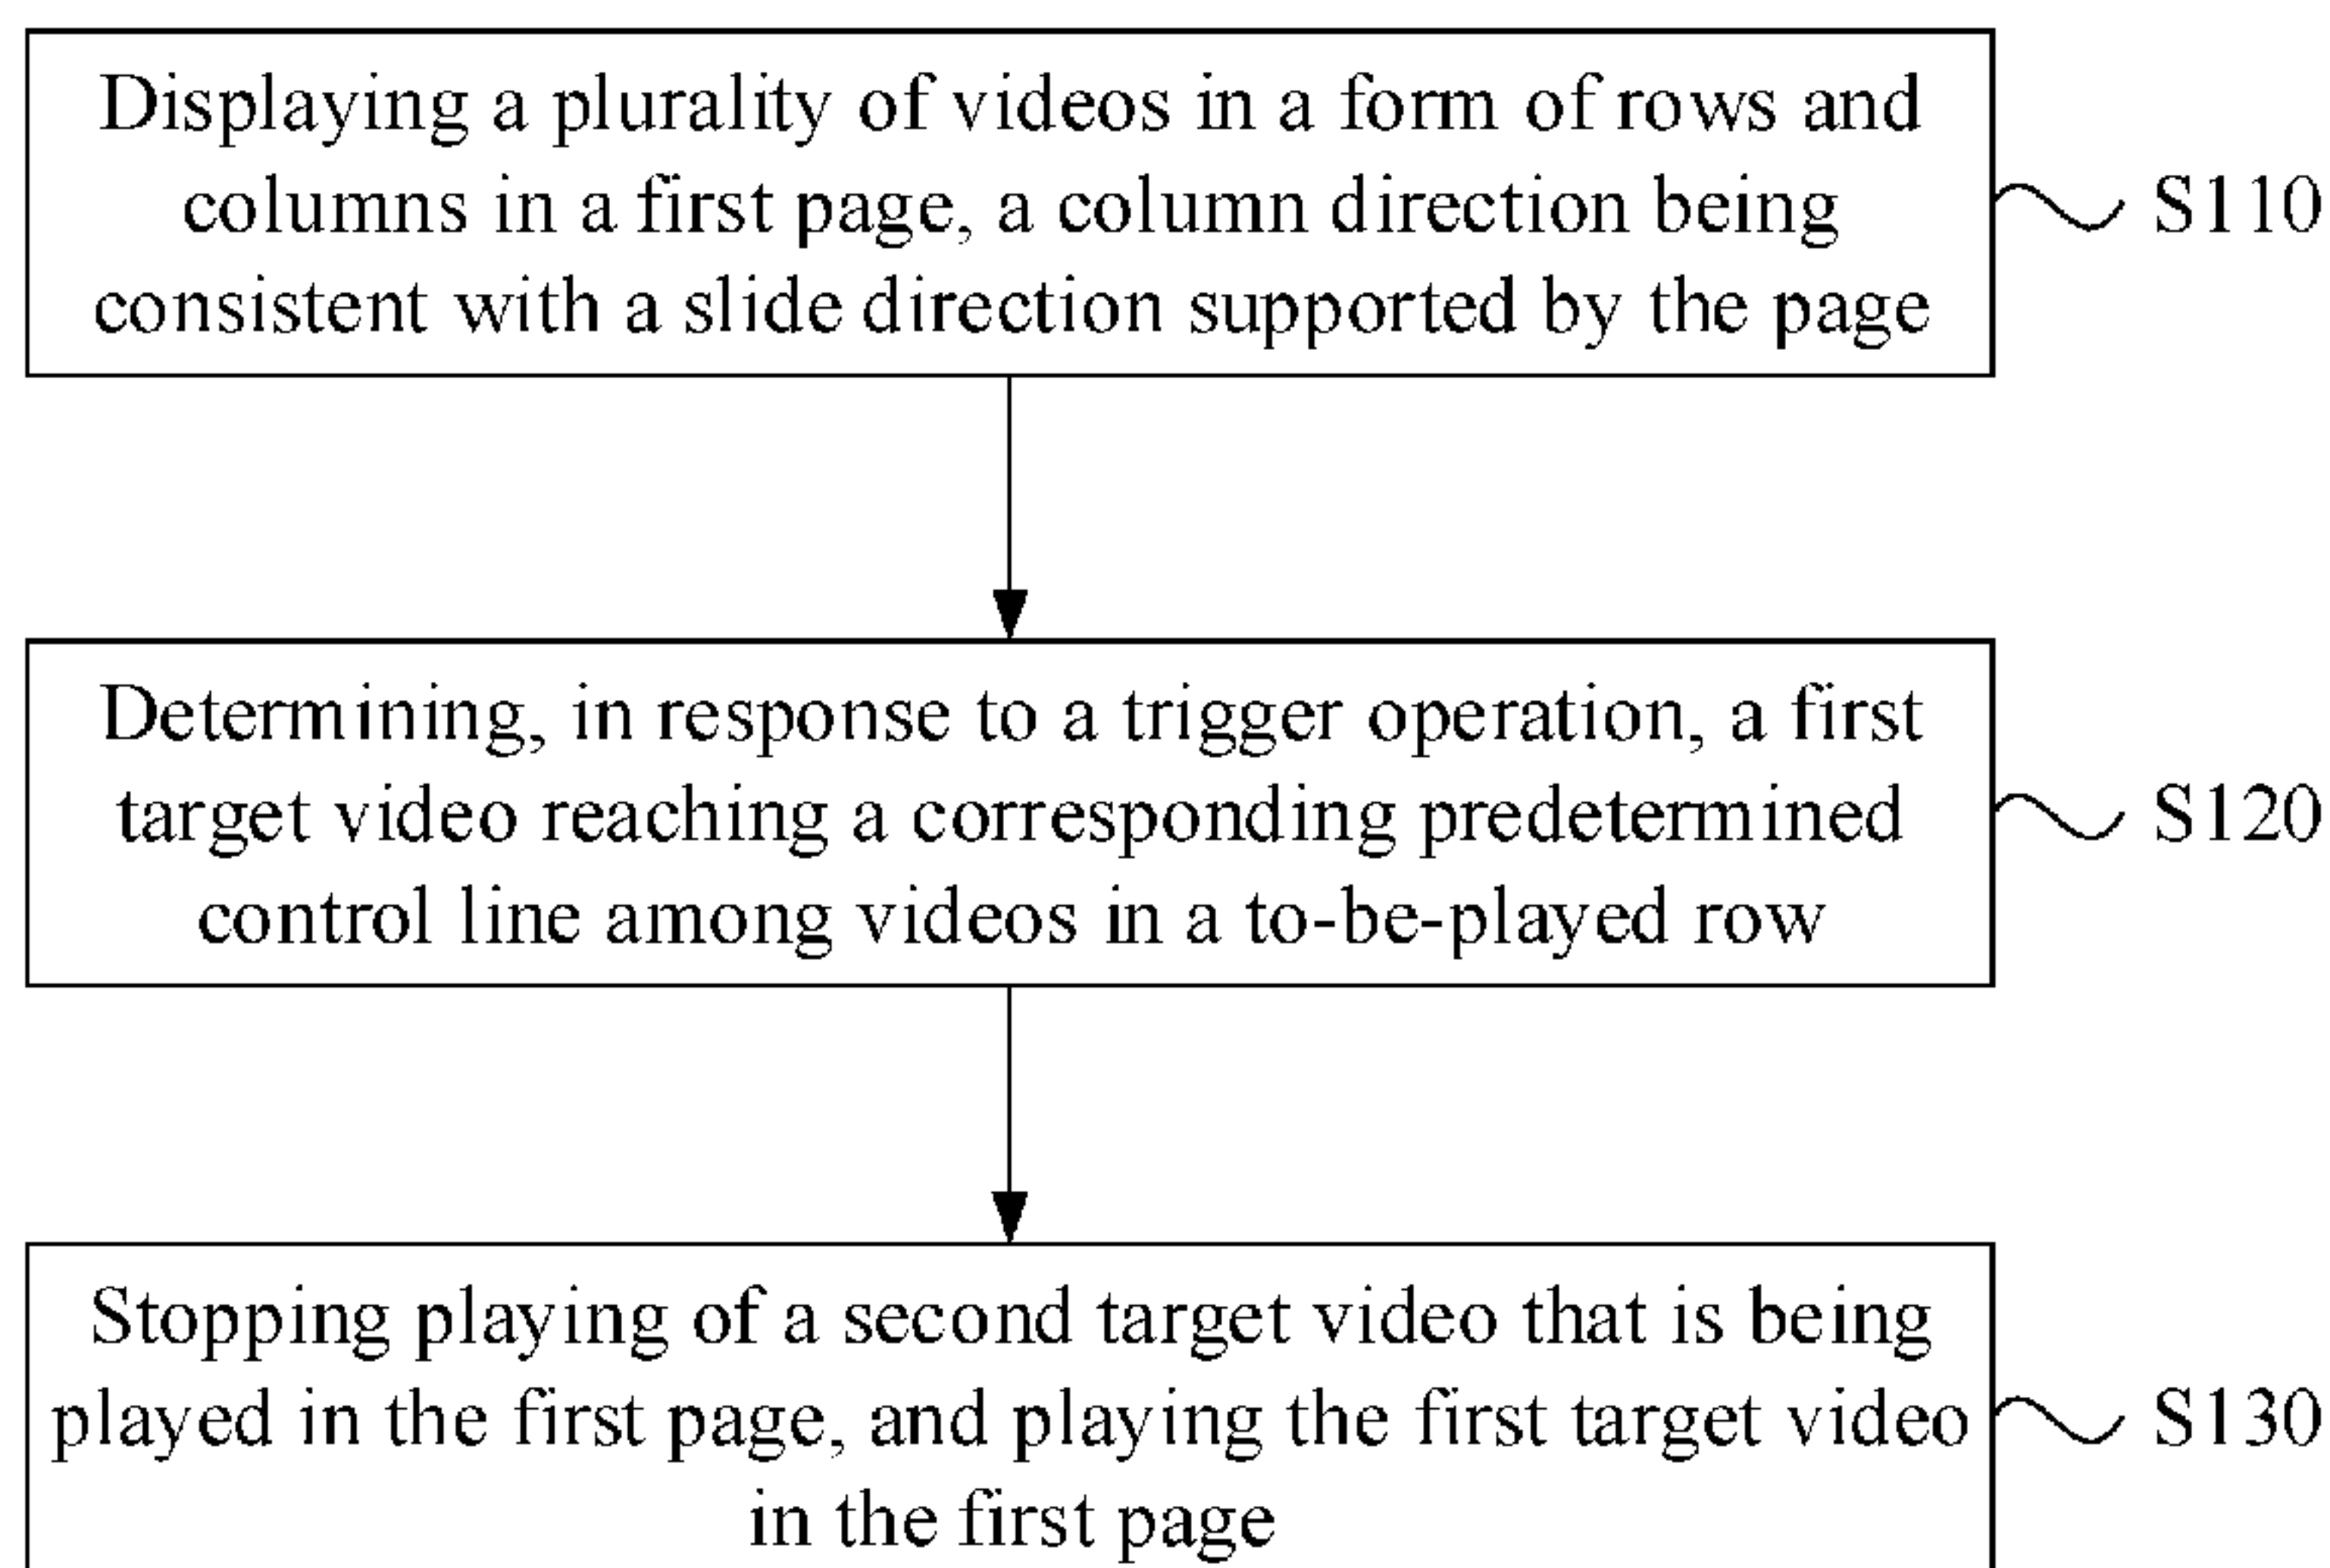 Displaying a plurality of videos in a form of rows and
columns in a first page, a column direction being
consistent with a slide direction supported by the page
S110
Determining, in response to a trigger operation, a first
target video reaching a corresponding predetermined
control line among videos in a to-be-played row
S120
Stopping playing of a second target video that is being
played in the first page, and playing the first target video
in the first page
S130